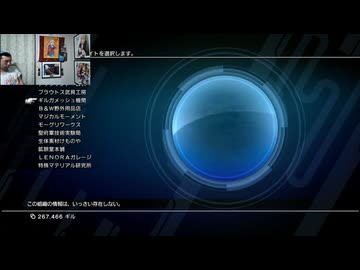 イトを選択します。
プラウトス武具工房
ギルガメッシュ機関
B&W野外用品店
マジカルモーメント
モーグリワークス
聖府軍技術実験局
生体素材けものや
鉱脈堂本舗
LENORAガレージ
特殊マテリアル研究所
この組織の情報は、いっさい存在しない。
267,466 ギル